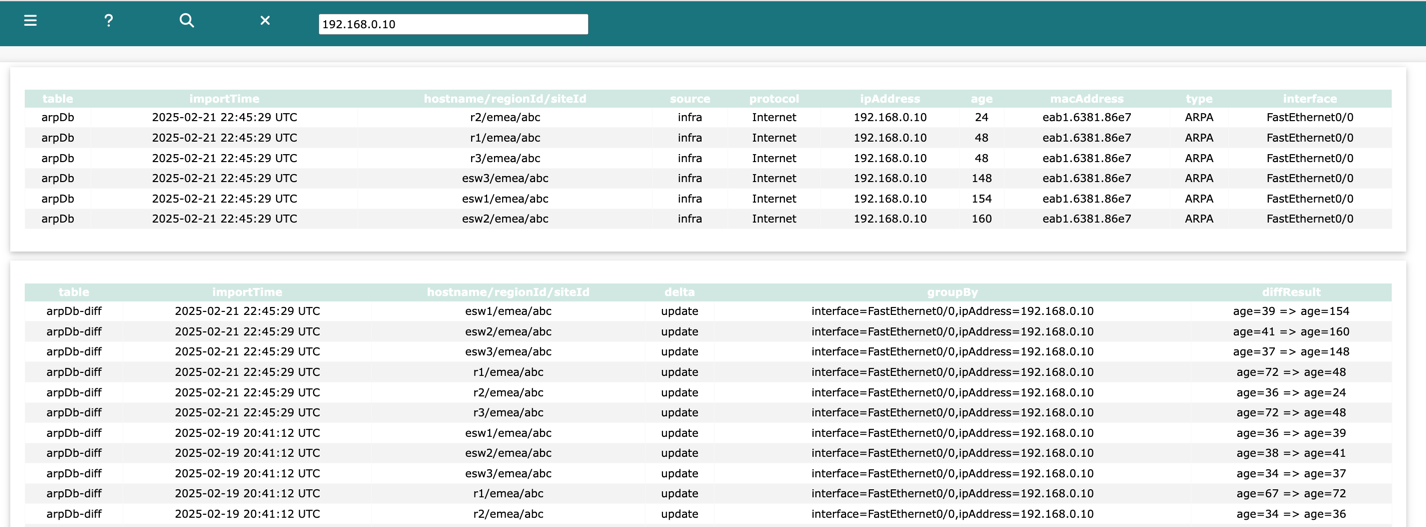 ? 192.168.0.10
table importTime hostname/regionId/siteId source protocol ipAddress age macAddress type interface
arpDb 2025-02-21 22:45:29 UTC r2/emea/abc infra Internet 192.168.0.10 24 eab1.6381.86e7 ARPA FastEthernet0/0
arpDb 2025-02-21 22:45:29 UTC r1/emea/abc infra Internet 192.168.0.10 48 eab1.6381.86e7 ARPA FastEthernet0/0
arpDb 2025-02-21 22:45:29 UTC r3/emea/abc infra Internet 192.168.0.10 48 eab1.6381.86e7 ARPA FastEthernet0/0
arpDb 2025-02-21 22:45:29 UTC esw3/emea/abc infra Internet 192.168.0.10 148 eab1.6381.86e7 ARPA FastEthernet0/0
arpDb 2025-02-21 22:45:29 UTC esw1/emea/abc infra Internet 192.168.0.10 154 eab1.6381.86e7 ARPA FastEthernet0/0
arpDb 2025-02-21 22:45:29 UTC esw2/emea/abc infra Internet 192.168.0.10 160 eab1.6381.86e7 ARPA FastEthernet0/0
table importTime hostname/regionId/siteId delta groupBy diffResult
arpDb-diff 2025-02-21 22:45:29 UTC esw1/emea/abc update interface=FastEthernet0/0,ipAddress=192.168.0.10 age=39 => age=154
arpDb-diff 2025-02-21 22:45:29 UTC esw2/emea/abc update interface=FastEthernet0/0,ipAddress=192.168.0.10 age=41 => age=160
arpDb-diff 2025-02-21 22:45:29 UTC esw3/emea/abc update interface=FastEthernet0/0,ipAddress=192.168.0.10 age=37 => age=148
arpDb-diff 2025-02-21 22:45:29 UTC r1/emea/abc update interface=FastEthernet0/0,ipAddress=192.168.0.10 age=72 => age=48
arpDb-diff 2025-02-21 22:45:29 UTC r2/emea/abc update interface=FastEthernet0/0,ipAddress=192.168.0.10 age=36 => age=24
arpDb-diff 2025-02-21 22:45:29 UTC r3/emea/abc update interface=FastEthernet0/0,ipAddress=192.168.0.10 age=72 => age=48
arpDb-diff 2025-02-19 20:41:12 UTC esw1/emea/abc update interface=FastEthernet0/0,ipAddress=192.168.0.10 age=36 => age=39
arpDb-diff 2025-02-19 20:41:12 UTC esw2/emea/abc update interface=FastEthernet0/0,ipAddress=192.168.0.10 age=38 => age=41
arpDb-diff 2025-02-19 20:41:12 UTC esw3/emea/abc update interface=FastEthernet0/0,ipAddress=192.168.0.10 age=34 => age=37
arpDb-diff 2025-02-19 20:41:12 UTC r1/emea/abc update interface=FastEthernet0/0,ipAddress=192.168.0.10 age=67 => age=72
arpDb-diff 2025-02-19 20:41:12 UTC r2/emea/abc update interface=FastEthernet0/0,ipAddress=192.168.0.10 age=34 => age=36